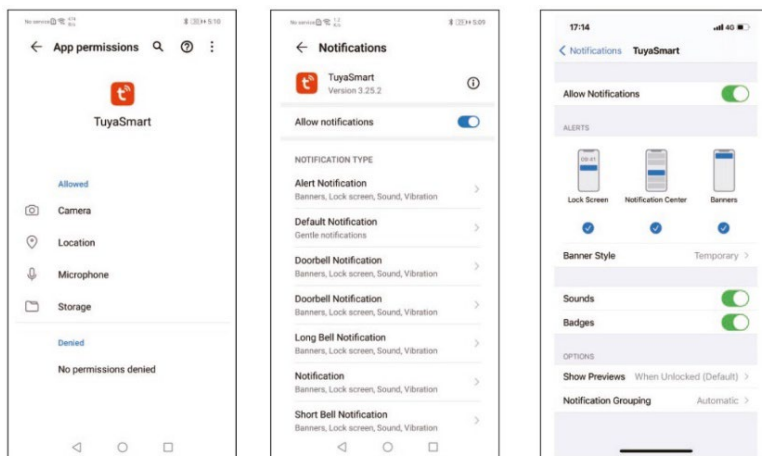 No service
5:10
App permissions
TuyaSmart
Allowed
Camera
Location
Microphone
Storage
Denied
No permissions denied
No service
5:09
Notifications
TuyaSmart
Version 3.25.2
Allow notifications
NOTIFICATION TYPE
Alert Notification
Banners, Lock screen, Sound, Vibration
Default Notification
Gentle notifications
Doorbell Notification
Banners, Lock screen, Sound, Vibration
Doorbell Notification
Banners, Lock screen, Sound, Vibration
Long Bell Notification
Banners, Lock screen, Sound, Vibration
Notification
Banners, Lock screen, Sound, Vibration
Short Bell Notification
Banners, Lock screen, Sound, Vibration
17:14 4G
Notifications TuyaSmart
Allow Notifications
ALERTS
09:41
Lock Screen Notification Center Banners
Banner Style Temporary
Sounds
Badges
OPTIONS
Show Previews When Unlocked (Default)
Notification Grouping Automatic